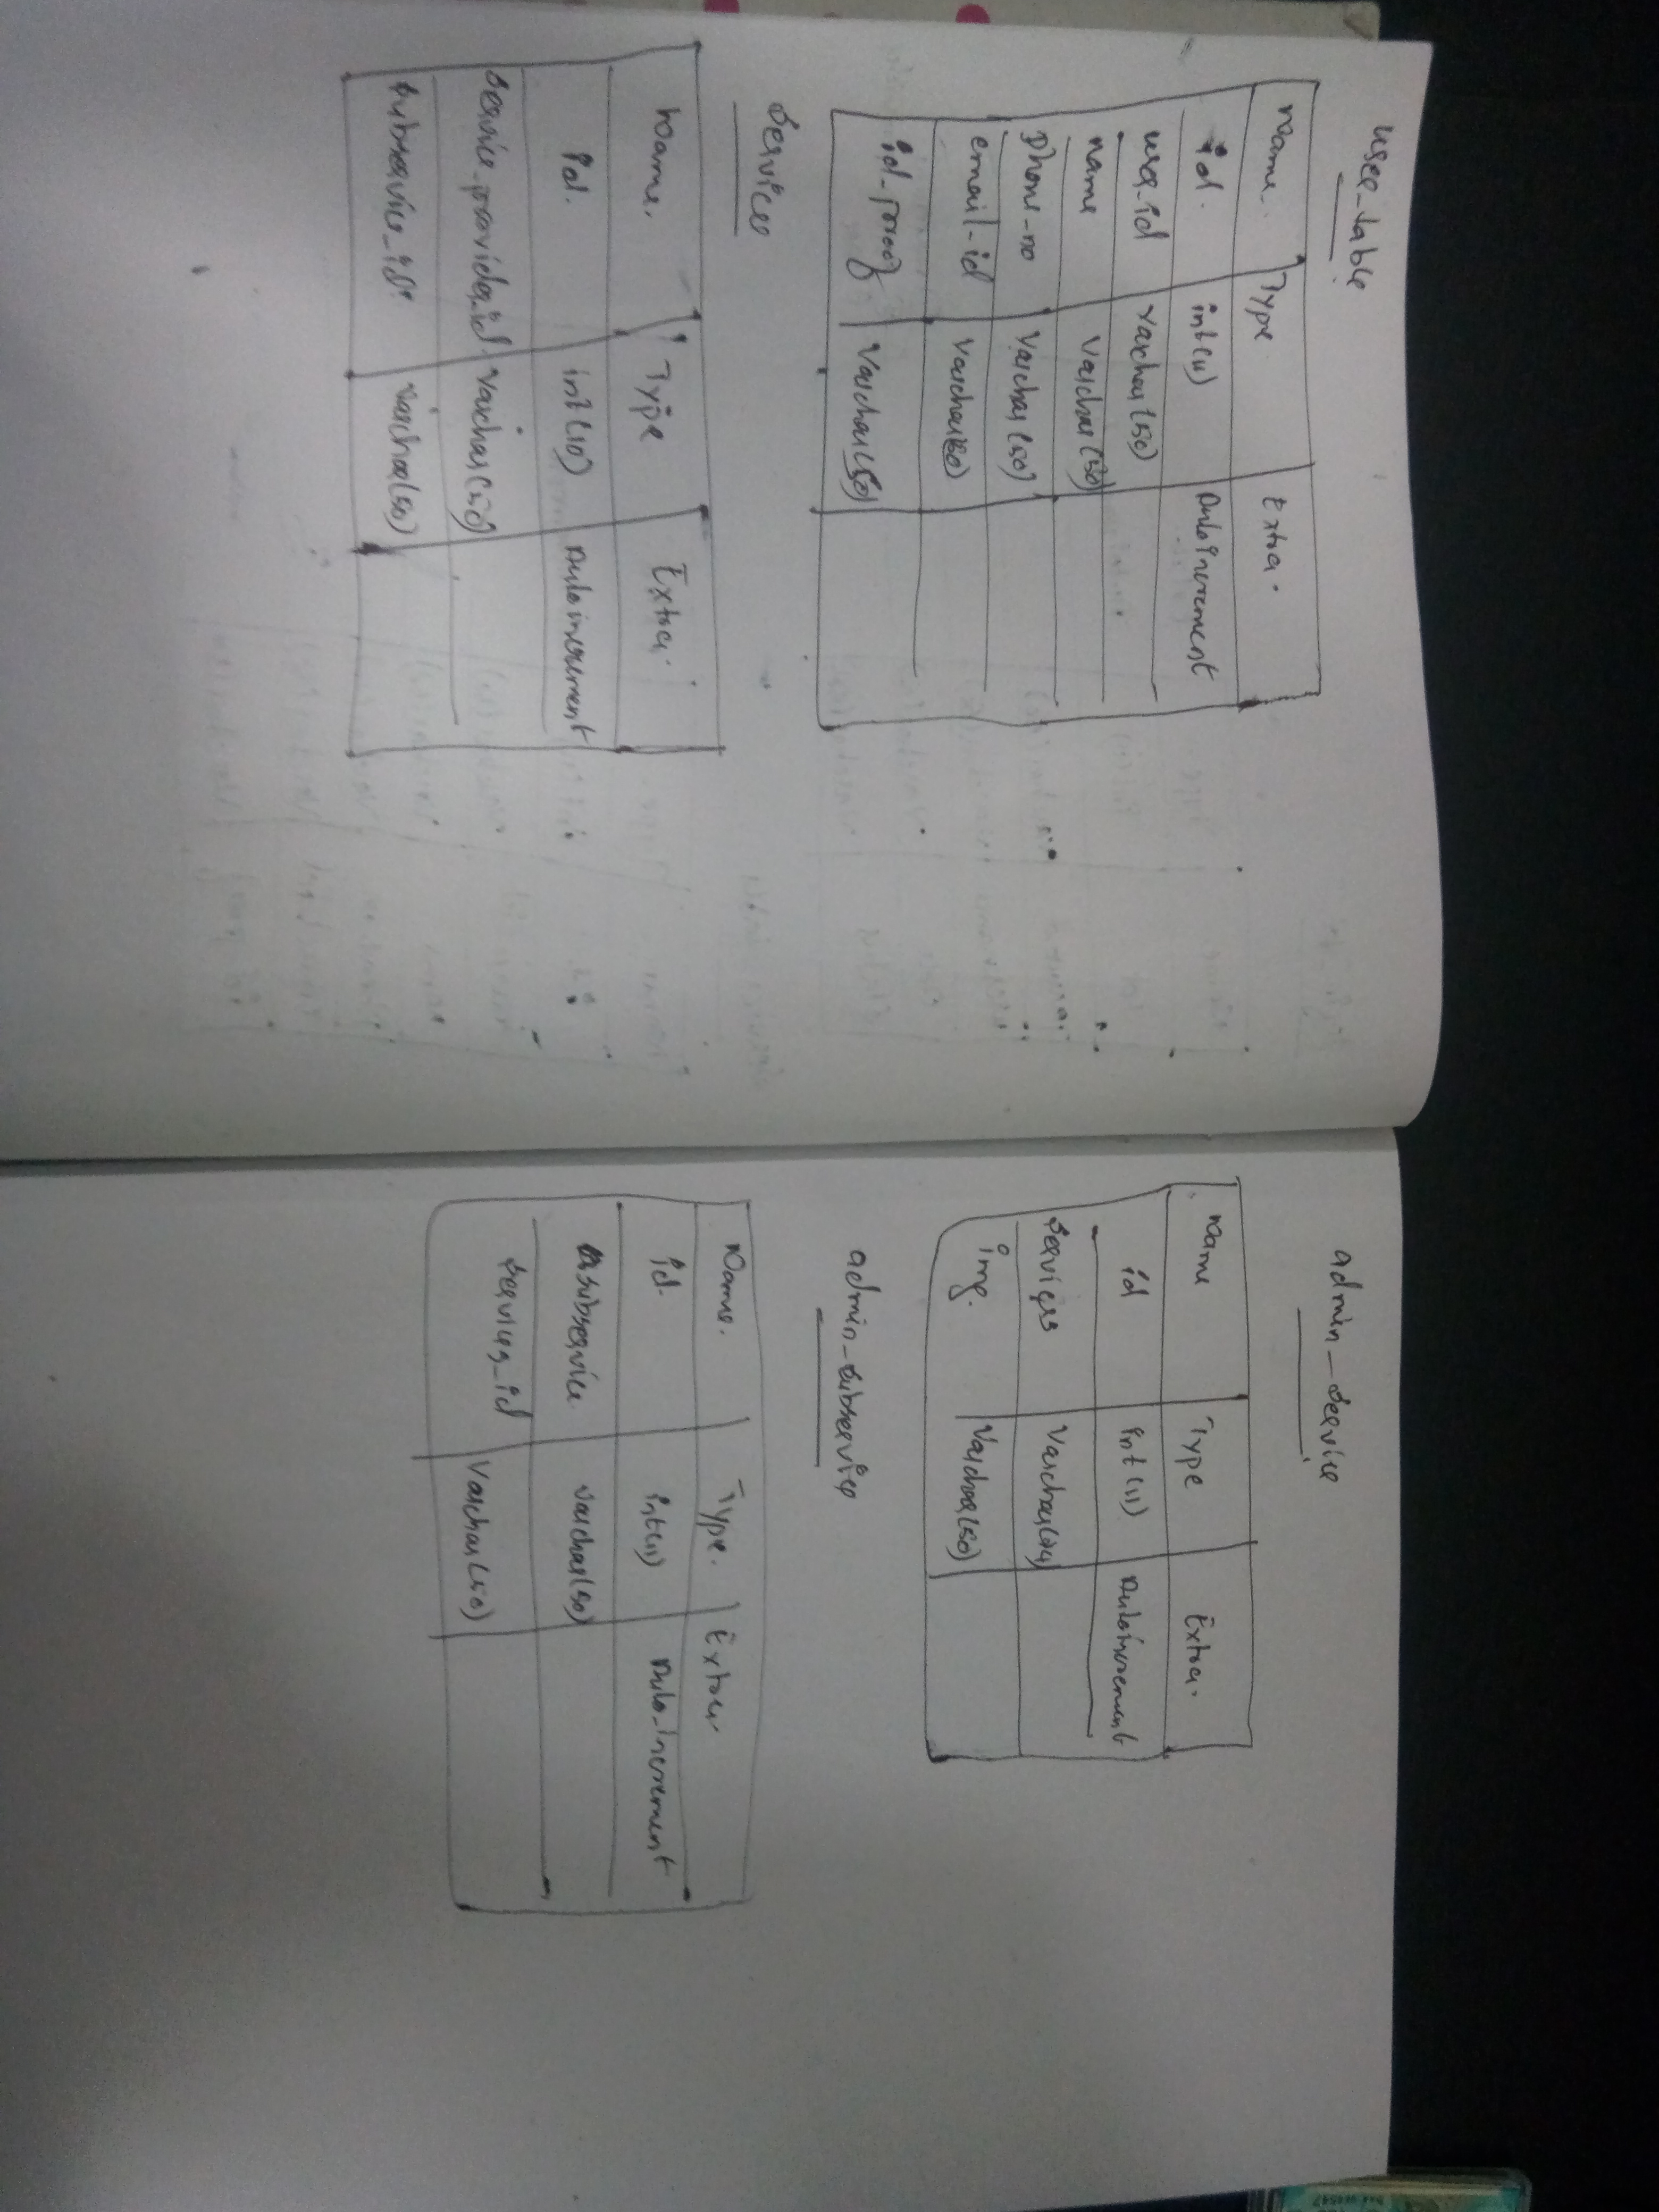 user_table
Name. Type Extra.
id. int(11) AutoIncrement
user_id varchar(50)
name varchar(50)
Phone_no varchar(50)
email_id varchar(50)
id_proof varchar(50)
Services
Name. Type Extra.
id. int(10) Autoincrement
service_provider_id varchar(50)
subservice_id varchar(50)
admin_service
Name Type Extra.
id int(11) Autoincrement
Services varchar(24)
img. varchar(50)
admin_subservice
Name. Type. Extra.
id. int(11) Auto_increment
subservice varchar(50)
service_id varchar(50)